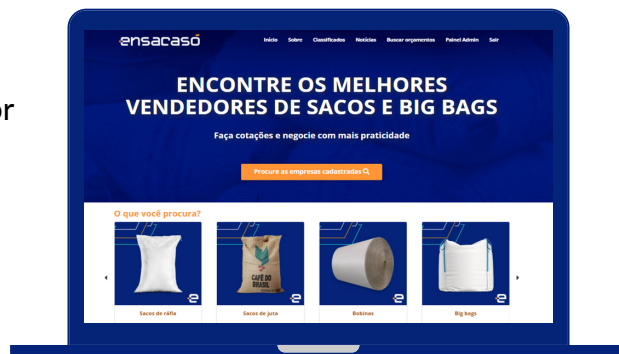 or
ensacasó
Início Sobre Classificados Notícias Buscar orçamentos Painel Admin Sair
ENCONTRE OS MELHORES
VENDEDORES DE SACOS E BIG BAGS
Faça cotações e negocie com mais praticidade
Procure as empresas cadastradas
O que você procura?
CAFÉ DO
BRASIL
e e e e
Sacos de ráfia Sacos de juta Bobinas Big bags